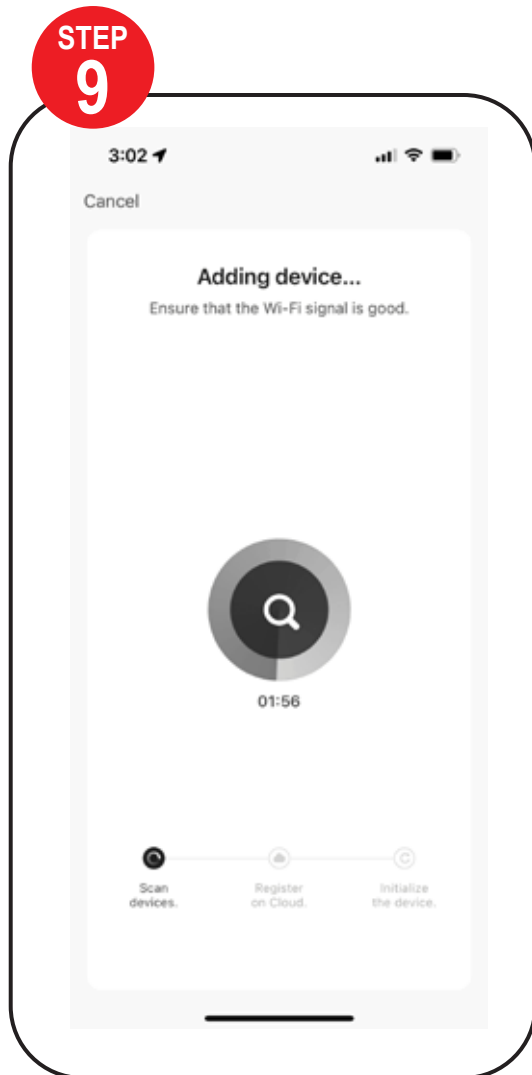 STEP
9
3:02
Cancel
Adding device...
Ensure that the Wi-Fi signal is good.
01:56
Scan
devices.
Register
on Cloud.
Initialize
the device.